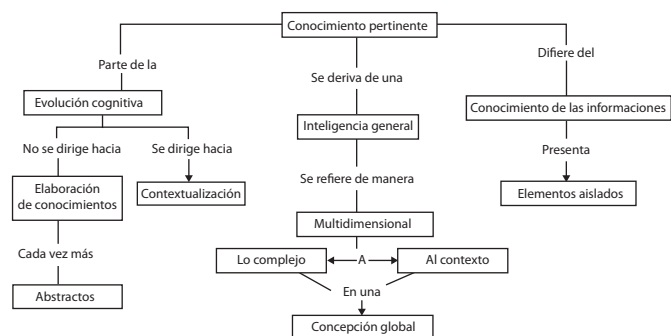 Conocimiento pertinente
Parte de la
Se deriva de una
Difiere del
Evolución cognitiva
Inteligencia general
Conocimiento de las informaciones
No se dirige hacia
Se dirige hacia
Presenta
Elaboración
de conocimientos
Contextualización
Se refiere de manera
Elementos aislados
Multidimensional
Cada vez más
Lo complejo
A
Al contexto
Abstractos
En una
Concepción global